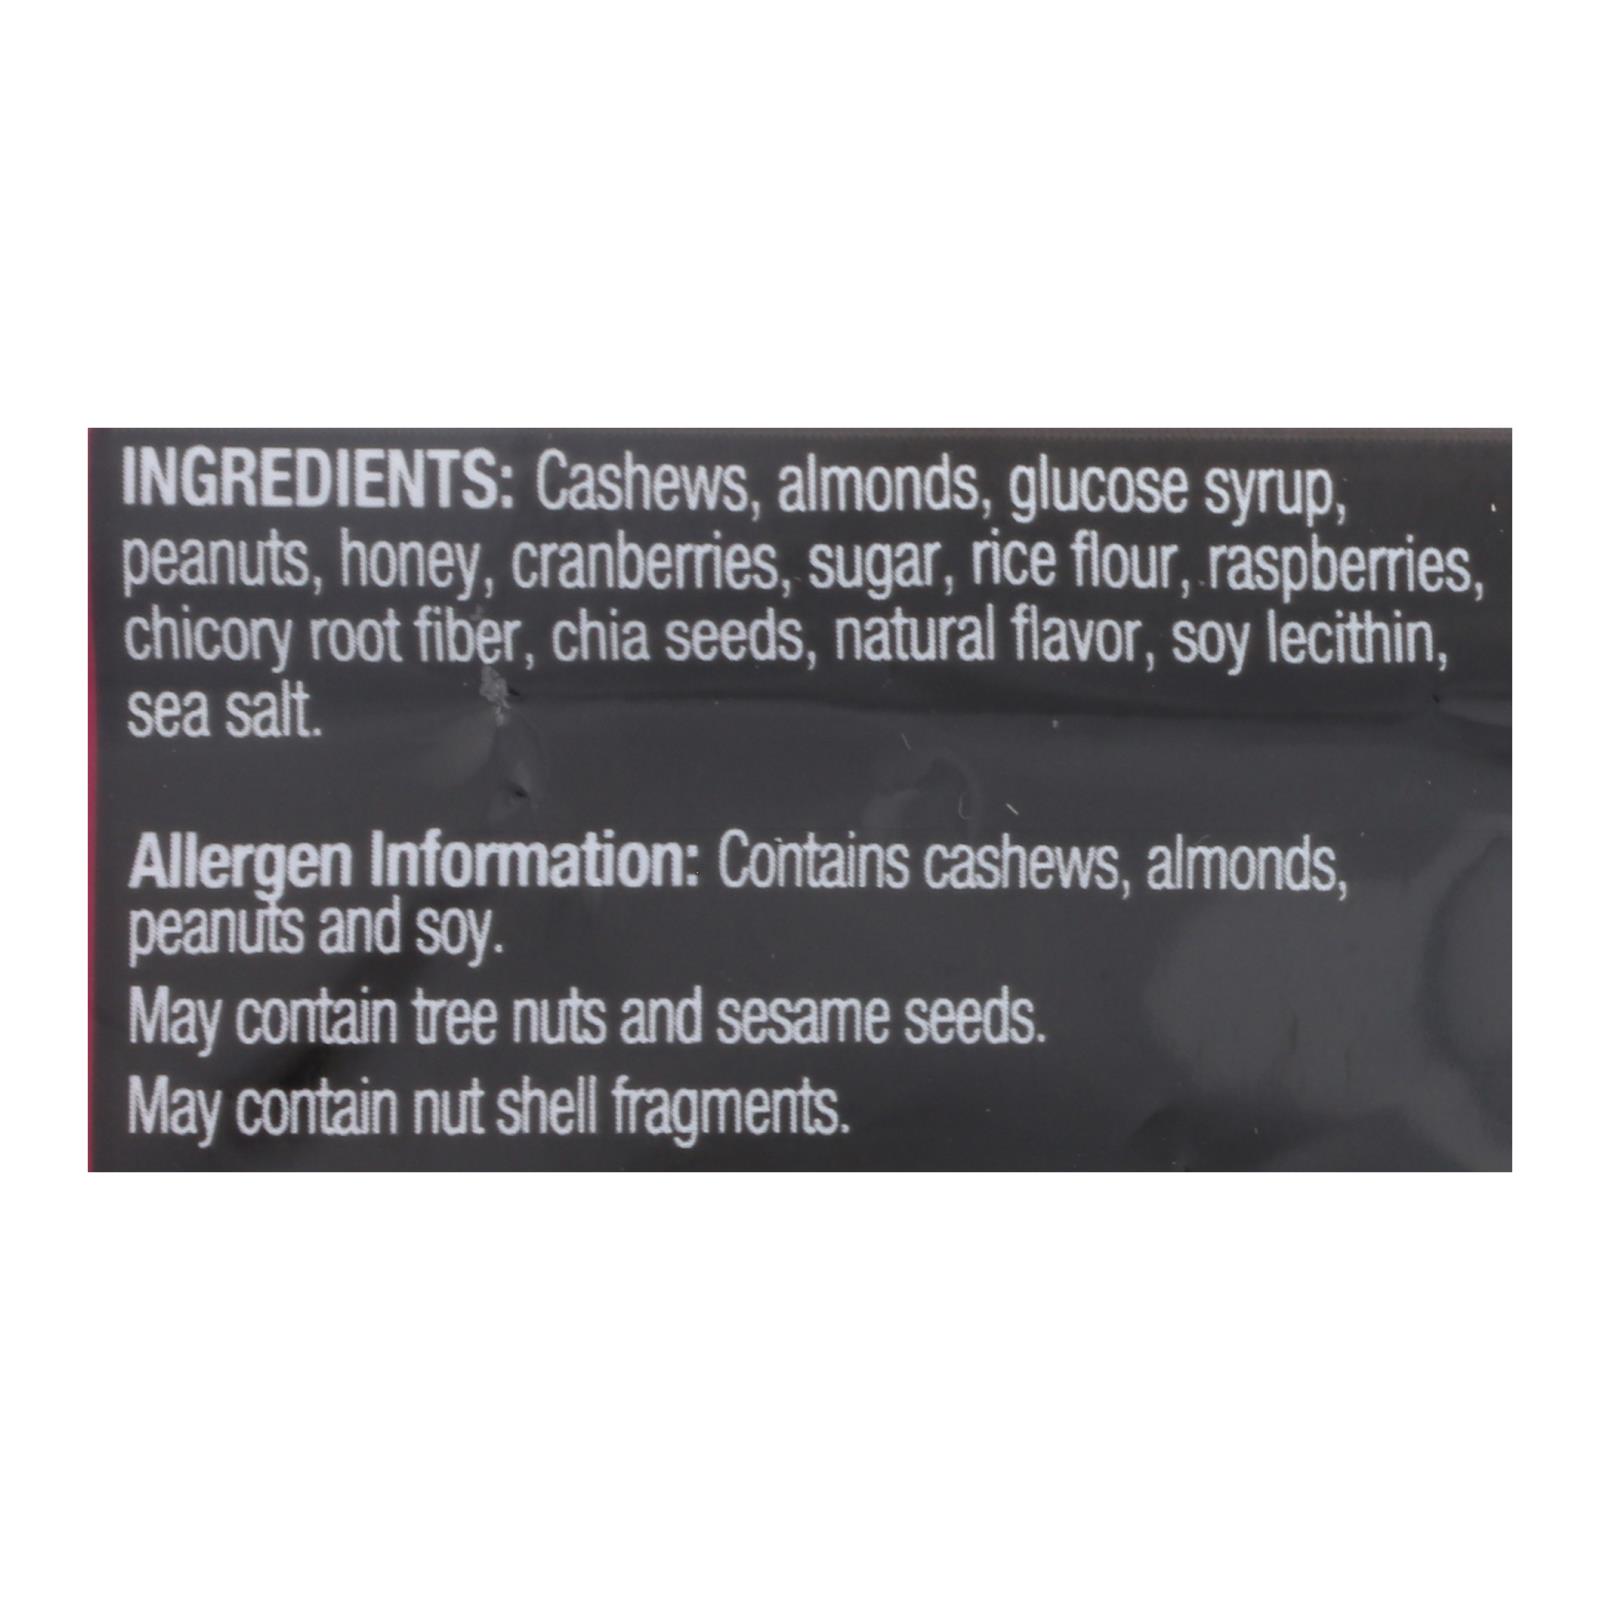 INGREDIENTS: Cashews, almonds, glucose syrup,
peanuts, honey, cranberries, sugar, rice flour, raspberries,
chicory root fiber, chia seeds, natural flavor, soy lecithin,
sea salt.
Allergen Information: Contains cashews, almonds,
peanuts and soy.
May contain tree nuts and sesame seeds.
May contain nut shell fragments.